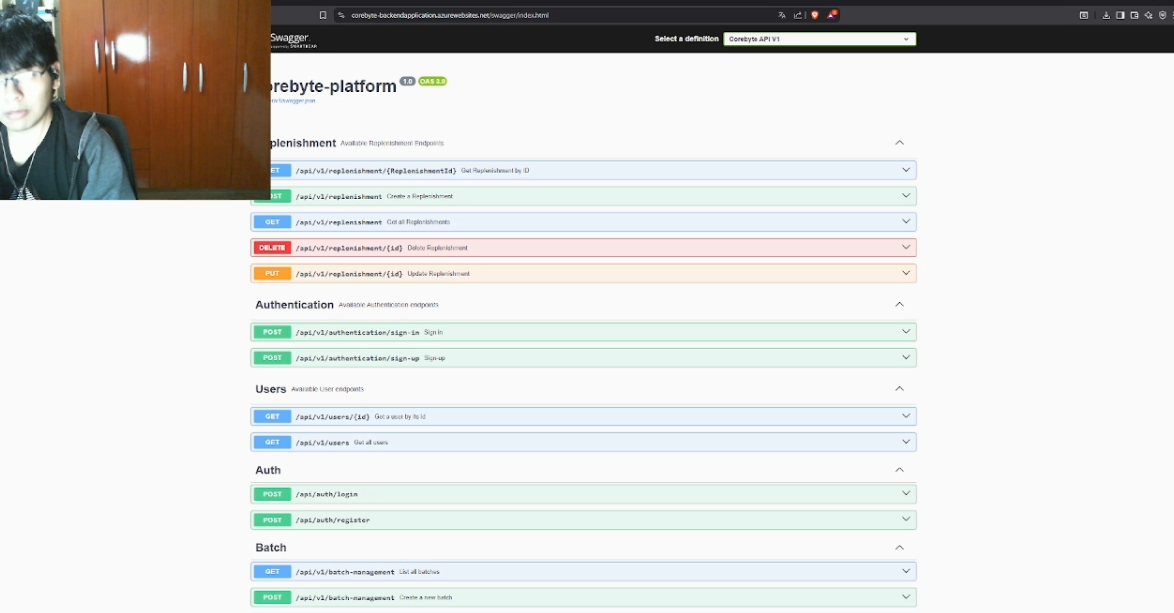 corebyte-backendapplication.azurewebsites.net/swagger/index.html
Swagger.
Select a definition
Corebyte API V1
orebyte-platform 1.0 OAS 3.0
plenishment Available Replenishment Endpoints
ET /api/v1/replenishment/{ReplenishmentId} Get Replenishment by ID
OST /api/v1/replenishment Create a Replenishment
GET /api/v1/replenishment Get all Replenishments
DELETE /api/v1/replenishment/{id} Delete Replenishment
PUT /api/v1/replenishment/{id} Update Replenishment
Authentication Available Authentication endpoints
POST /api/v1/authentication/sign-in Sign in
POST /api/v1/authentication/sign-up Sign-up
Users Available User endpoints
GET /api/v1/users/{id} Get a user by its id
GET /api/v1/users Get all users
Auth
POST /api/auth/login
POST /api/auth/register
Batch
GET /api/v1/batch-management List all batches
POST /api/v1/batch-management Create a new batch